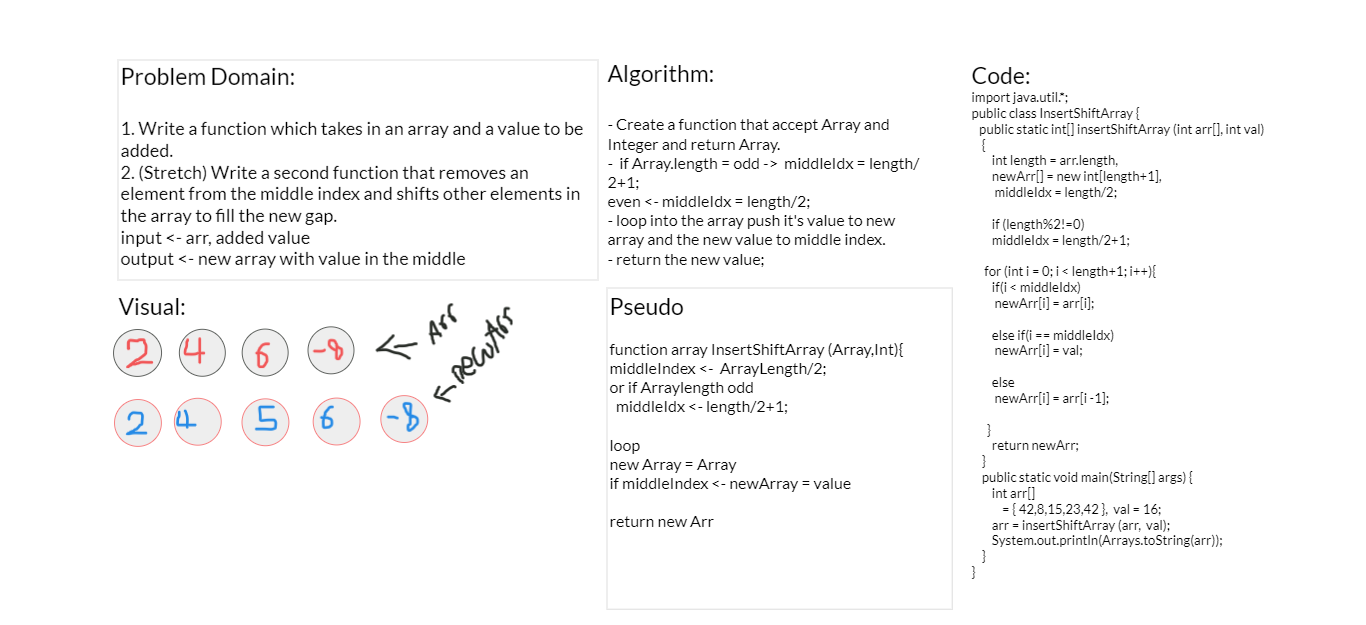 Problem Domain:
1. Write a function which takes in an array and a value to be
added.
2. (Stretch) Write a second function that removes an
element from the middle index and shifts other elements in
the array to fill the new gap.
input <- arr, added value
output <- new array with value in the middle
Visual:
2 4 6 -8 <- Arr
2 4 5 6 -8 <- newArr
Algorithm:
- Create a function that accept Array and
Integer and return Array.
- if Array.length = odd -> middleIdx = length/
2+1;
even <- middleIdx = length/2;
- loop into the array push it's value to new
array and the new value to middle index.
- return the new value;
Pseudo
function array InsertShiftArray (Array,Int){
middleIndex <- ArrayLength/2;
or if Arraylength odd
middleIdx <- length/2+1;
loop
new Array = Array
if middleIndex <- newArray = value
return new Arr
Code:
import java.util.*;
public class InsertShiftArray {
public static int[] insertShiftArray (int arr[], int val)
{
int length = arr.length,
newArr[] = new int[length+1],
middleIdx = length/2;
if (length%2!=0)
middleIdx = length/2+1;
for (int i = 0; i < length+1; i++){
if(i < middleIdx)
newArr[i] = arr[i];
else if(i == middleIdx)
newArr[i] = val;
else
newArr[i] = arr[i -1];
}
return newArr;
}
public static void main(String[] args) {
int arr[]
= { 42,8,15,23,42 }, val = 16;
arr = insertShiftArray (arr, val);
System.out.println(Arrays.toString(arr));
}
}